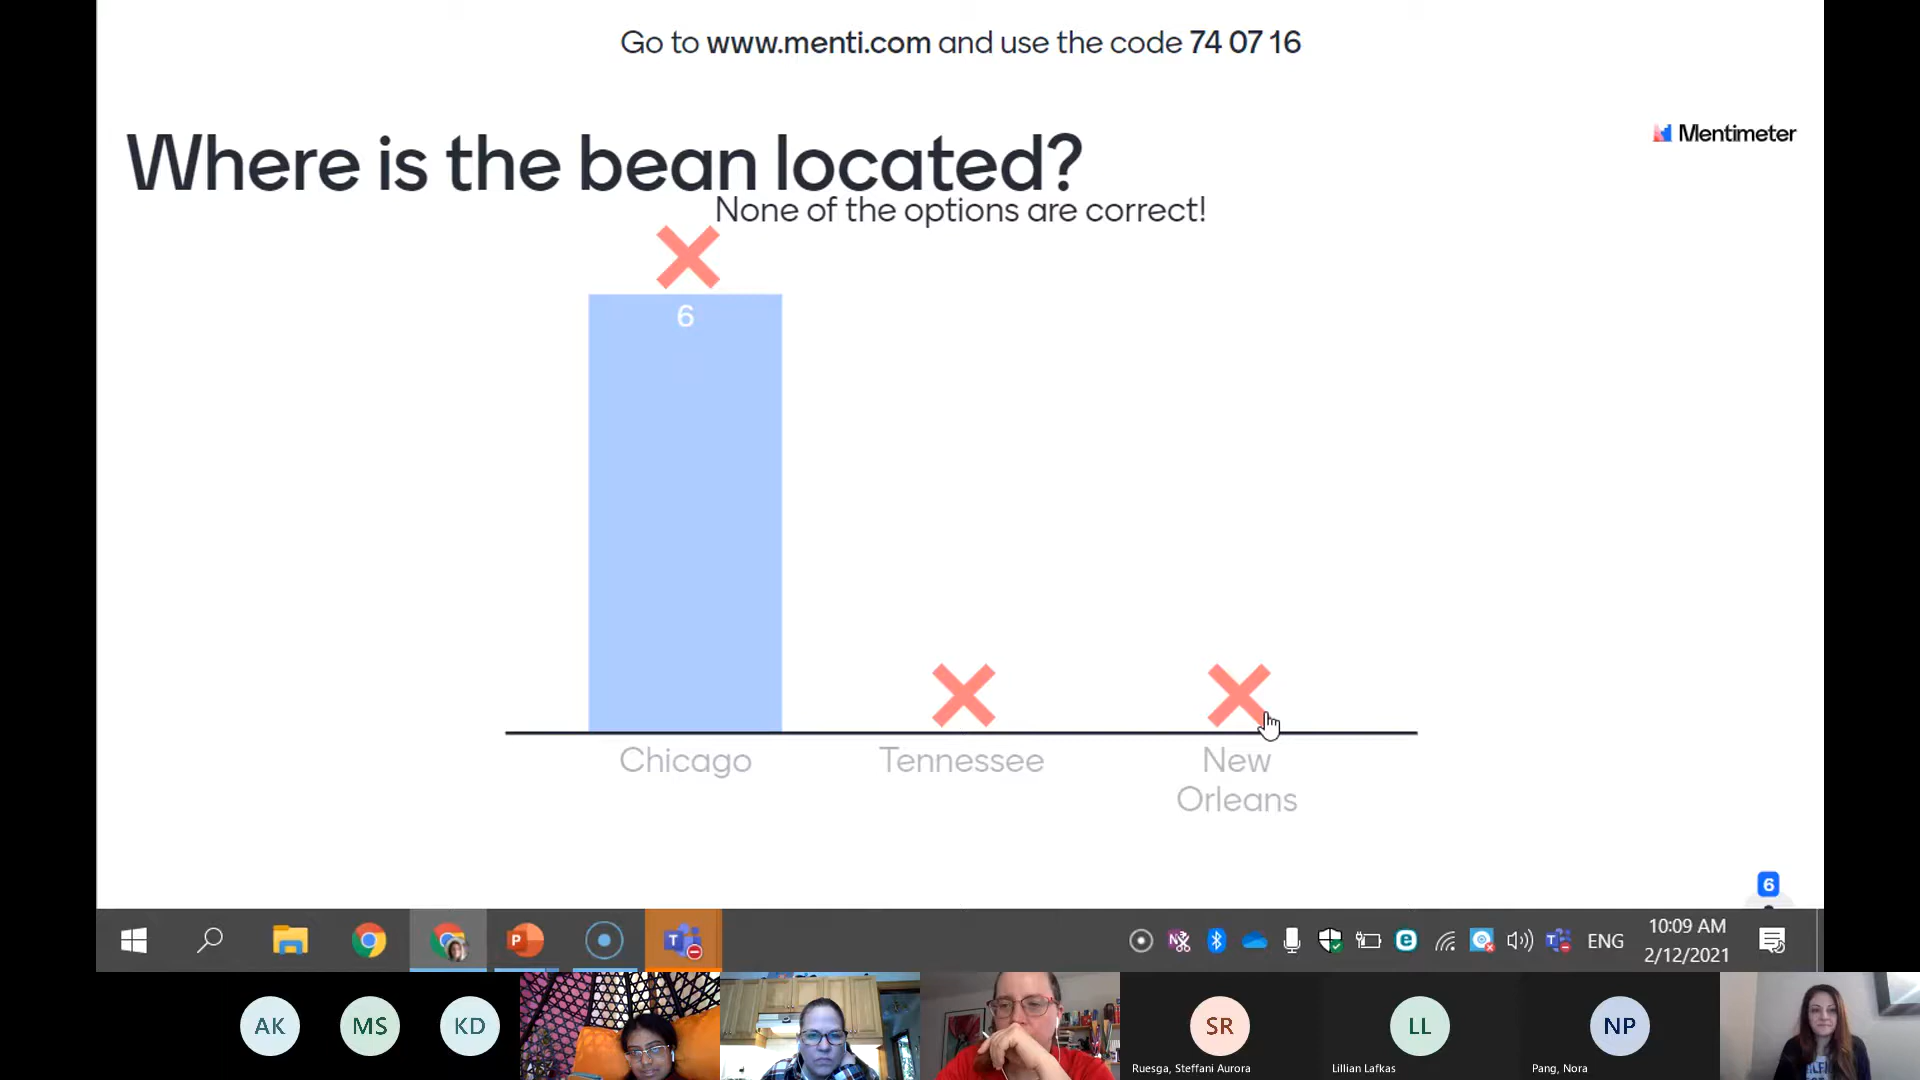 Go to www.menti.com and use the code 74 07 16
Where is the bean located?
Mentimeter
None of the options are correct!
6
Chicago
Tennessee
New
Orleans
6
ENG
10:09 AM
2/12/2021
AK
MS
KD
SR
LL
NP
Ruesga, Steffani Aurora
Lillian Lafkas
Pang, Nora